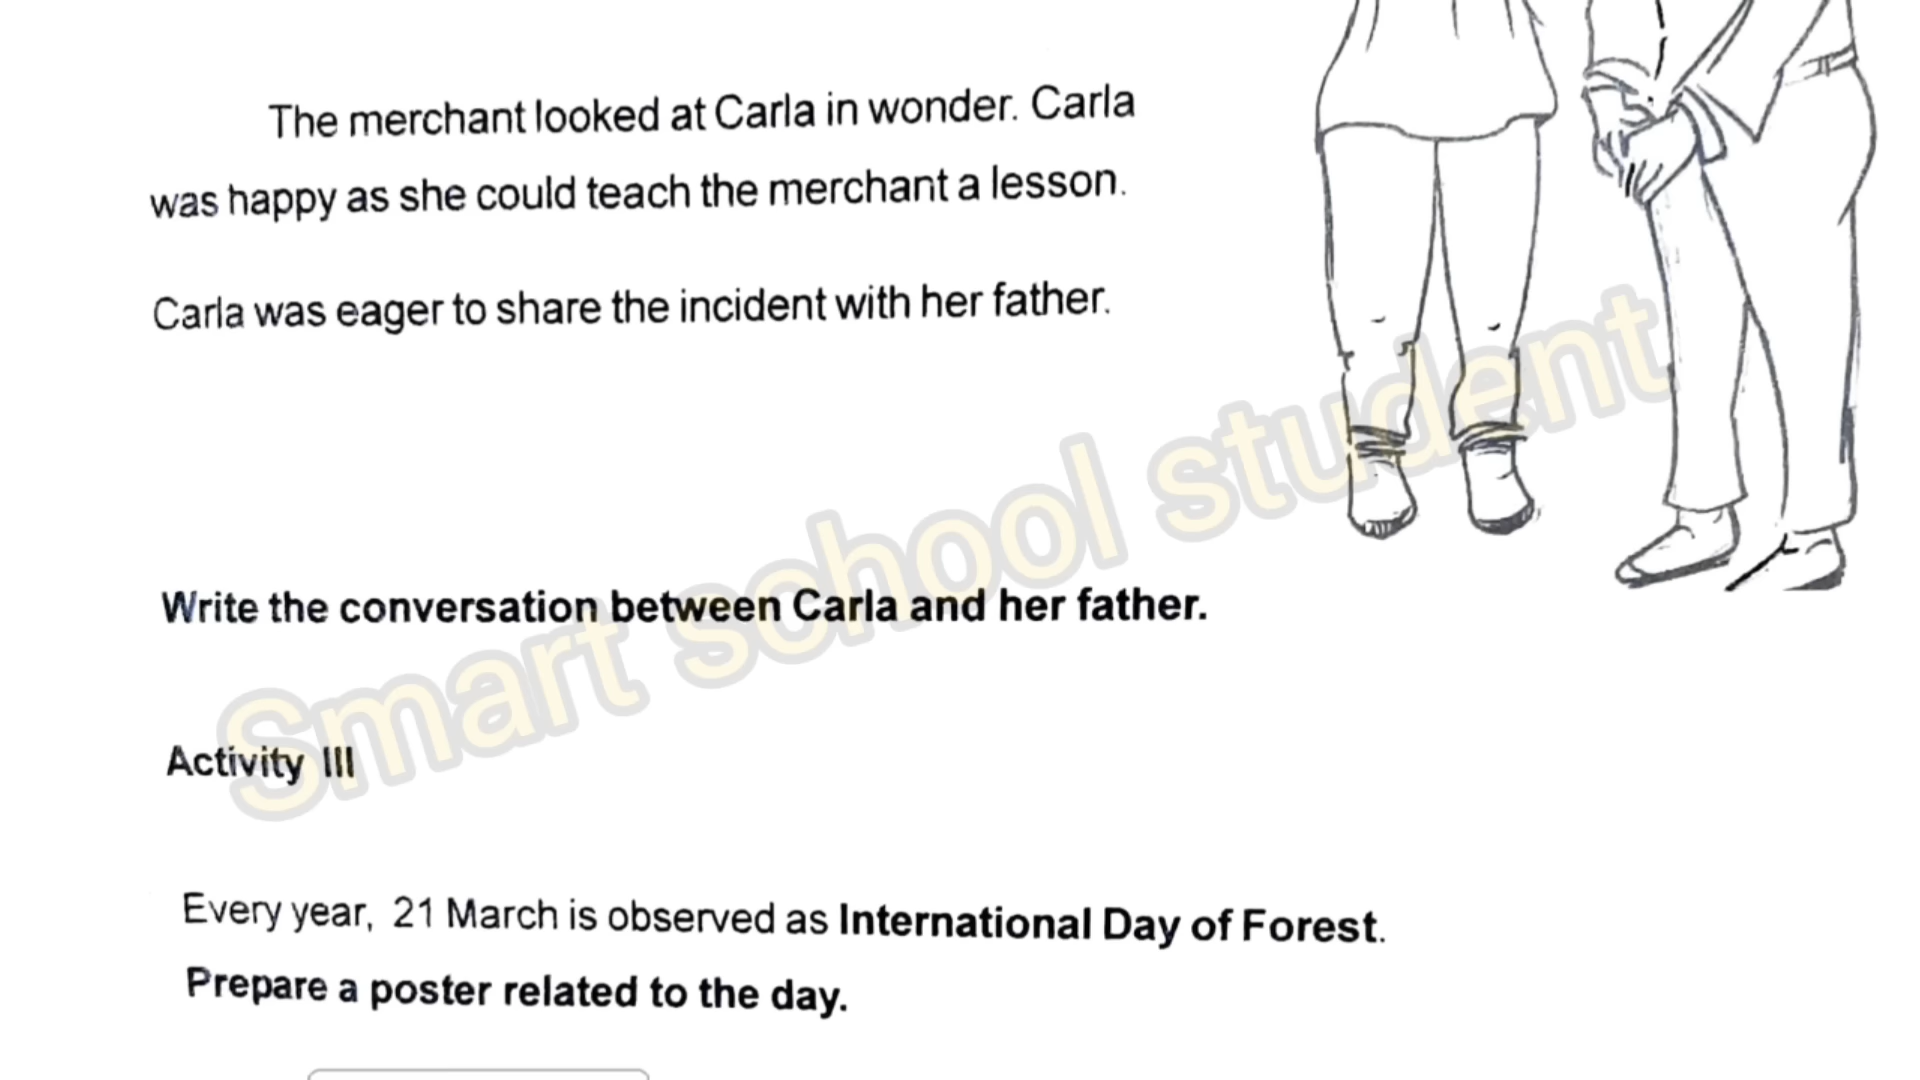 The merchant looked at Carla in wonder. Carla
was happy as she could teach the merchant a lesson.
Carla was eager to share the incident with her father.
Smart school student
Write the conversation between Carla and her father.
Activity III
Every year, 21 March is observed as International Day of Forest.
Prepare a poster related to the day.